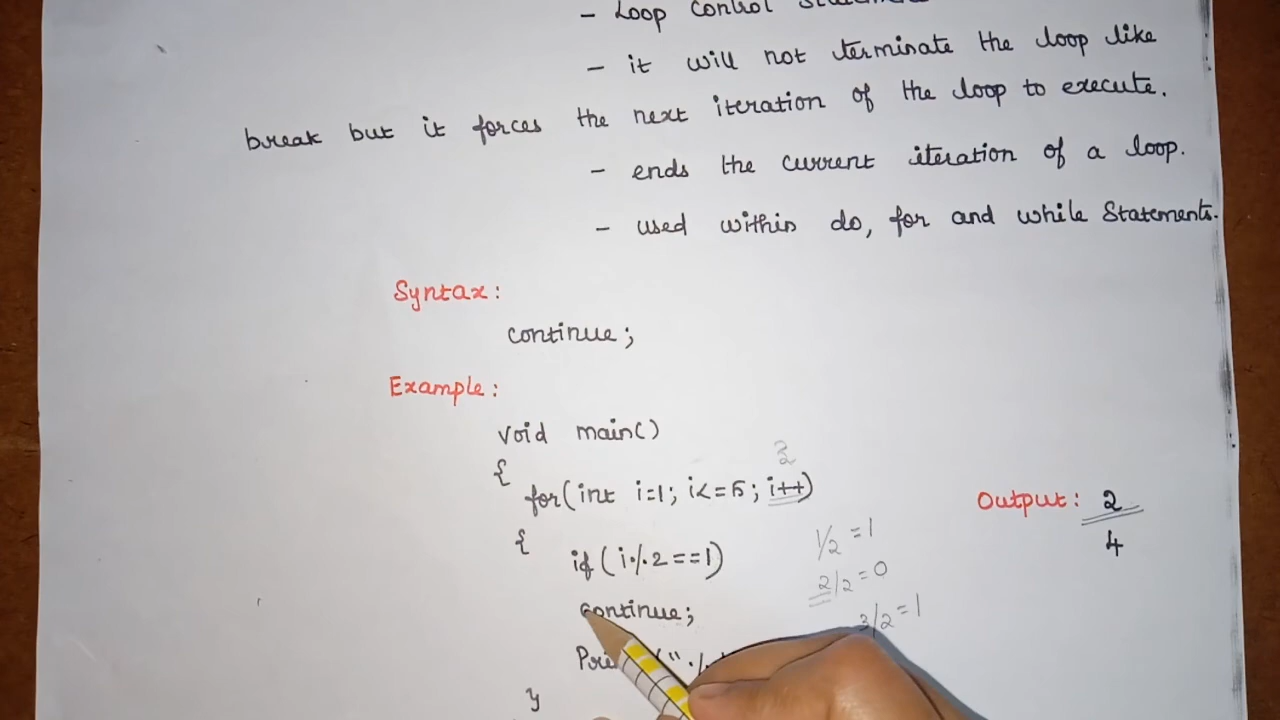 - Loop control
- it will not terminate the loop like
break but it forces the next iteration of the loop to execute.
- ends the current iteration of a loop.
- used within do, for and while Statements.
Syntax:
continue;
Example:
void main()
{
for(int i=1; i<=5; i++)
{
if (i%2==1)
continue;
}
1/2 = 1
2/2 = 0
3/2 = 1
Output: 2
4